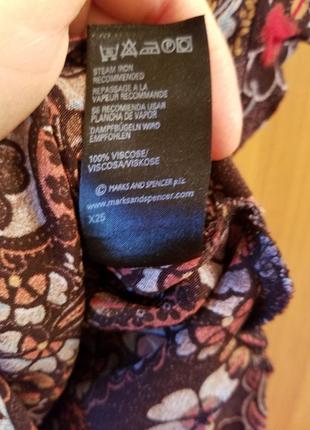 STEAM IRON
RECOMMENDED
REPASSAGE A LA
VAPEUR RECOMMANDE
SE RECOMIENDA USAR
PLANCHA DE VAPOR
DAMPFBÜGELN WIRD
EMPFOHLEN
100% VISCOSE/
VISCOSA/VISKOSE
© MARKS AND SPENCER p.l.c.
www.marksandspencer.com
X25